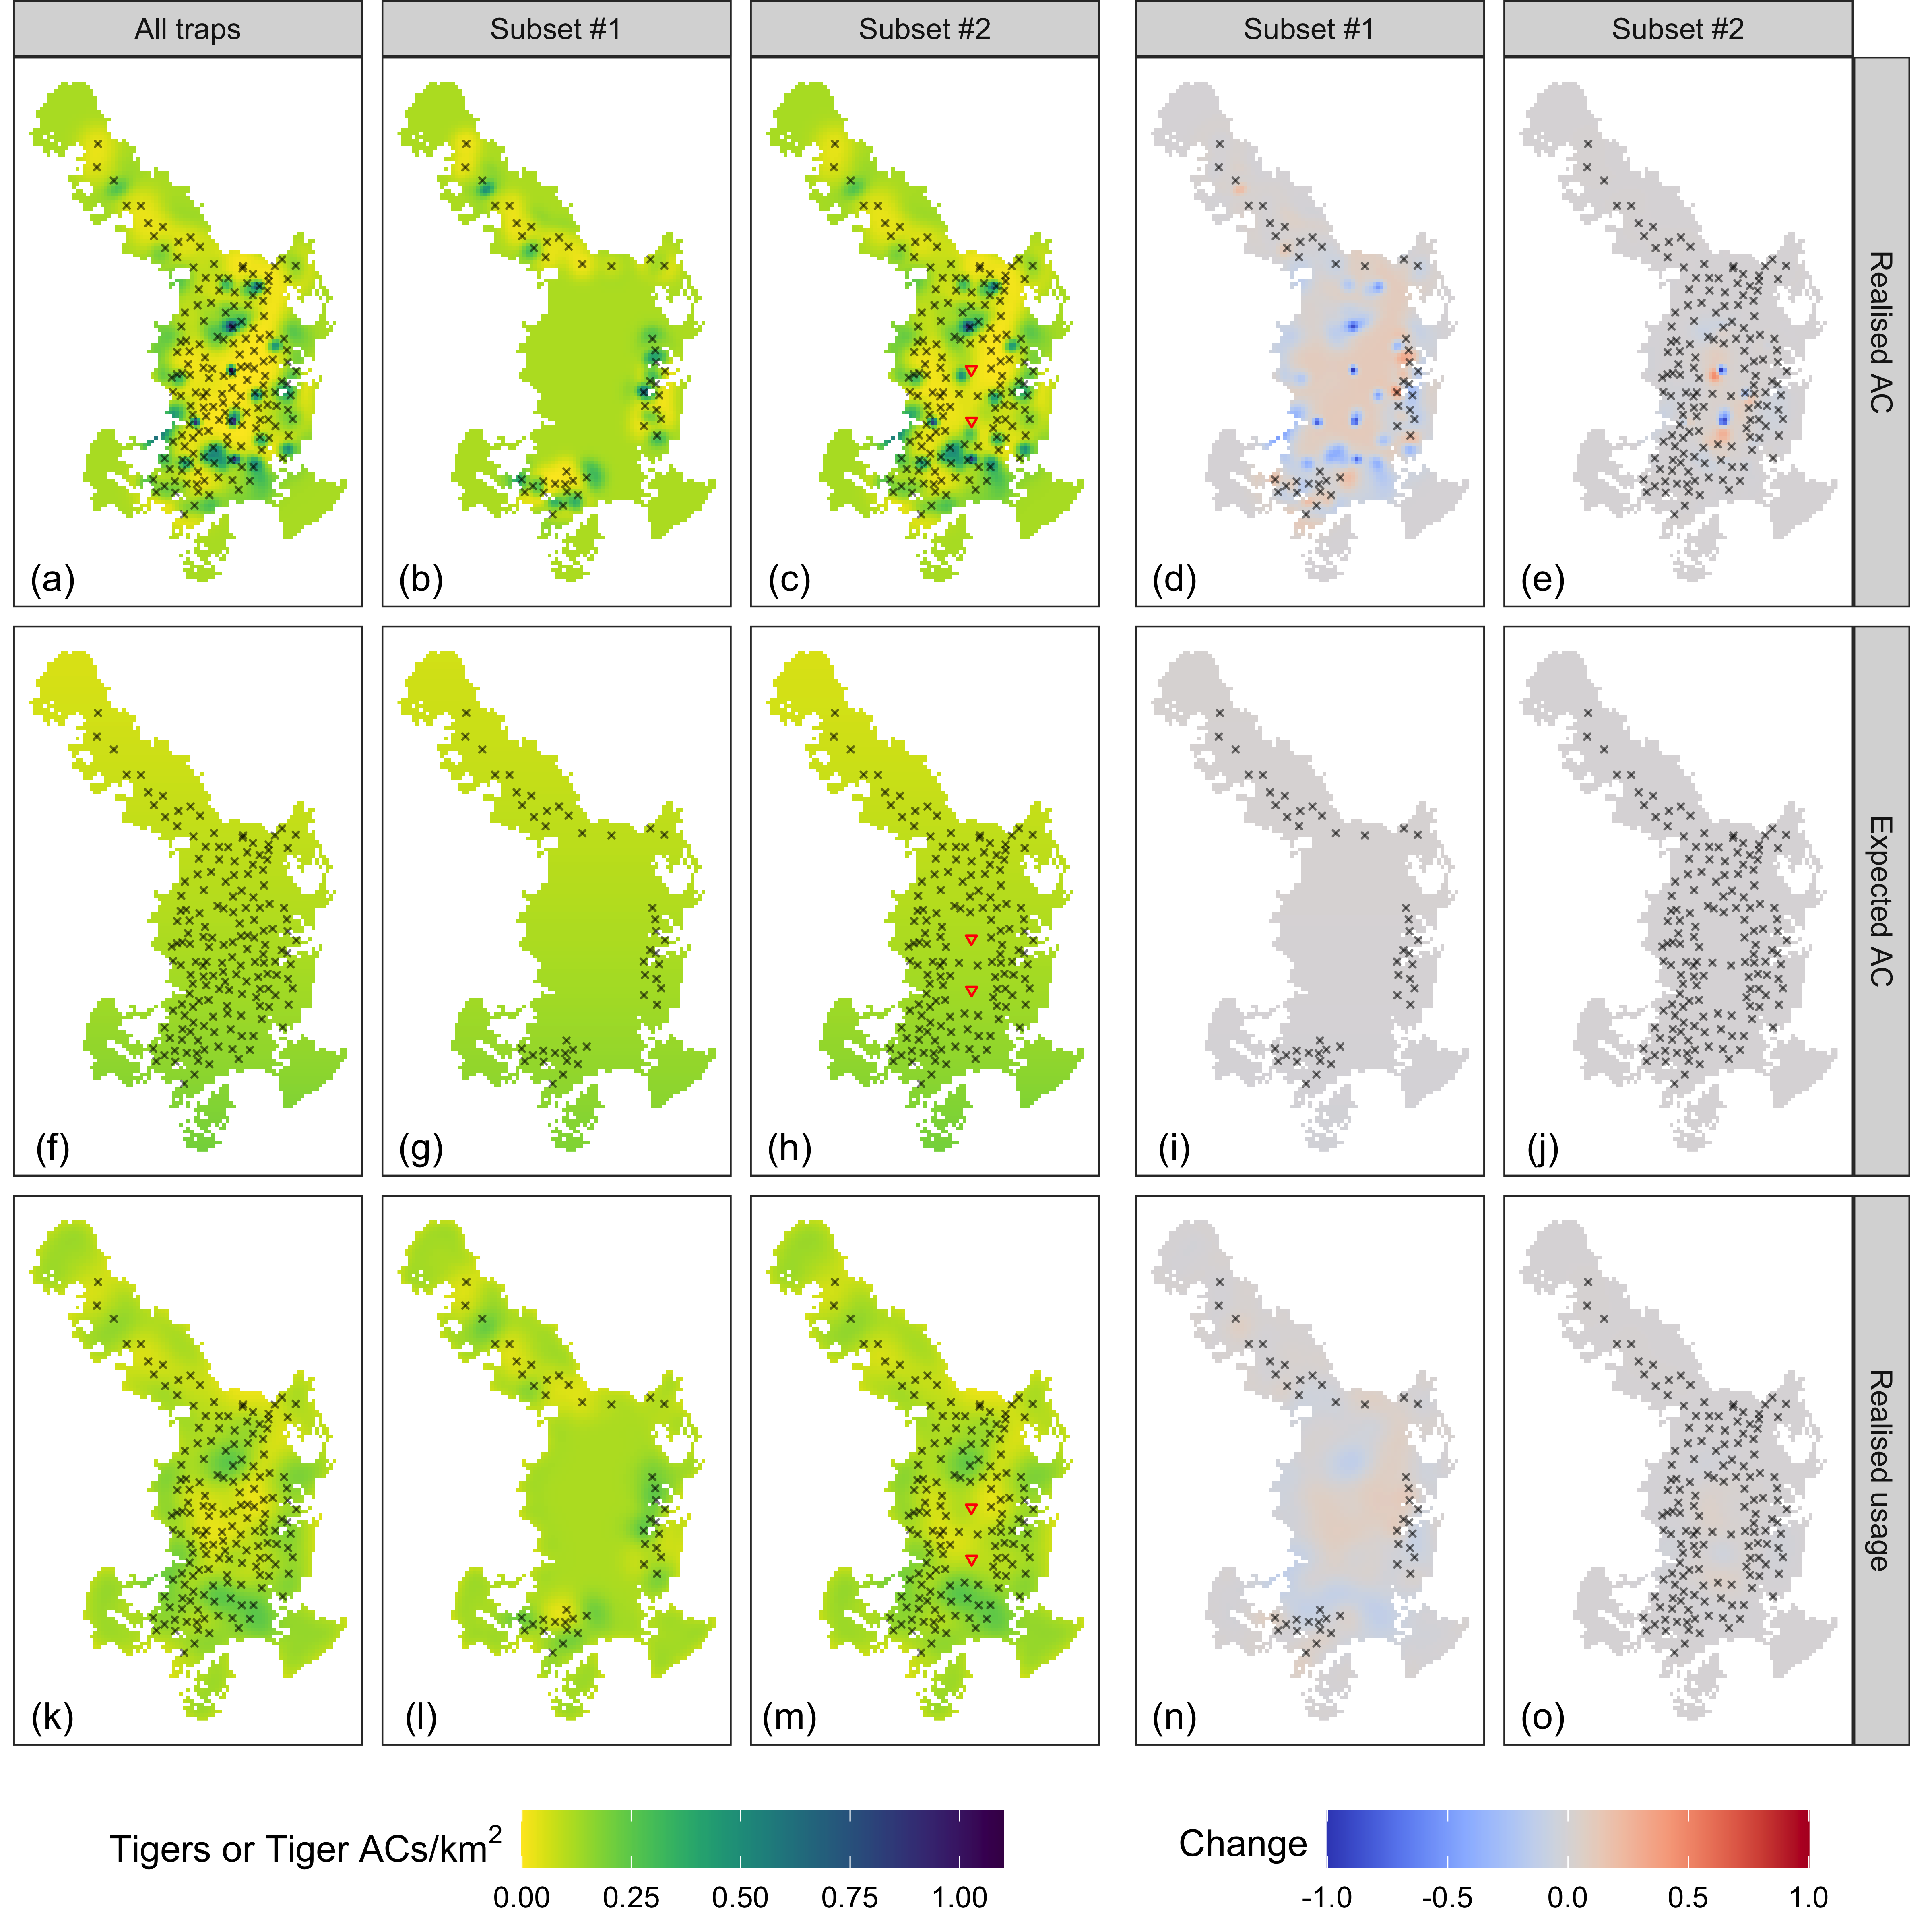 All traps
Subset #1
Subset #2
Subset #1
Subset #2
Realised AC
(a)
(b)
(c)
(d)
(e)
Expected AC
(f)
(g)
(h)
(i)
(j)
Realised usage
(k)
(l)
(m)
(n)
(o)
Tigers or Tiger ACs/km²
0.00 0.25 0.50 0.75 1.00
Change
-1.0 -0.5 0.0 0.5 1.0